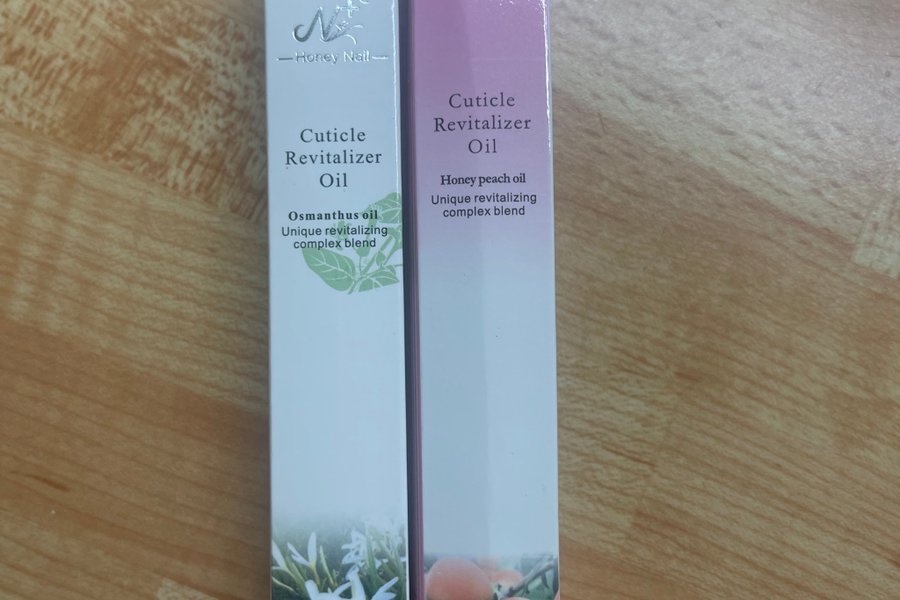 Honey Nail
Cuticle
Revitalizer
Oil
Osmanthus oil
Unique revitalizing
complex blend
Cuticle
Revitalizer
Oil
Honey peach oil
Unique revitalizing
complex blend